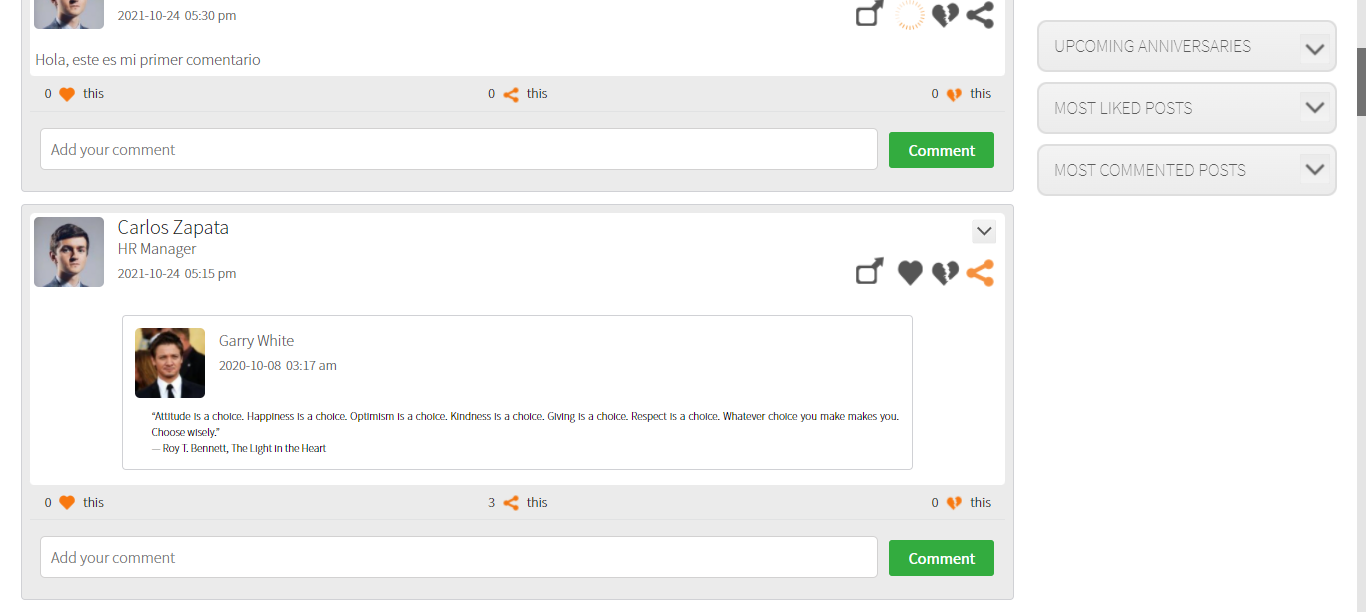 2021-10-24 05:30 pm
Hola, este es mi primer comentario
0 this
0 this
0 this
Add your comment
Comment
Carlos Zapata
HR Manager
2021-10-24 05:15 pm
Garry White
2020-10-08 03:17 am
“Attitude is a choice. Happiness is a choice. Optimism is a choice. Kindness is a choice. Giving is a choice. Respect is a choice. Whatever choice you make makes you.
Choose wisely.”
― Roy T. Bennett, The Light in the Heart
0 this
3 this
0 this
Add your comment
Comment
UPCOMING ANNIVERSARIES
MOST LIKED POSTS
MOST COMMENTED POSTS